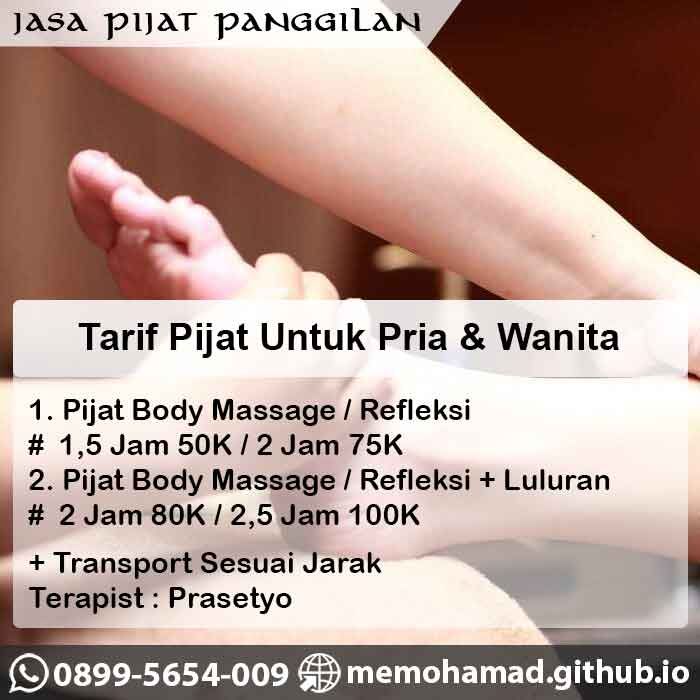 JASA PIJAT PANGGILAN
Tarif Pijat Untuk Pria & Wanita
1. Pijat Body Massage / Refleksi
# 1,5 Jam 50K / 2 Jam 75K
2. Pijat Body Massage / Refleksi + Luluran
# 2 Jam 80K / 2,5 Jam 100K
+ Transport Sesuai Jarak
Terapist : Prasetyo
0899-5654-009 memohamad.github.io